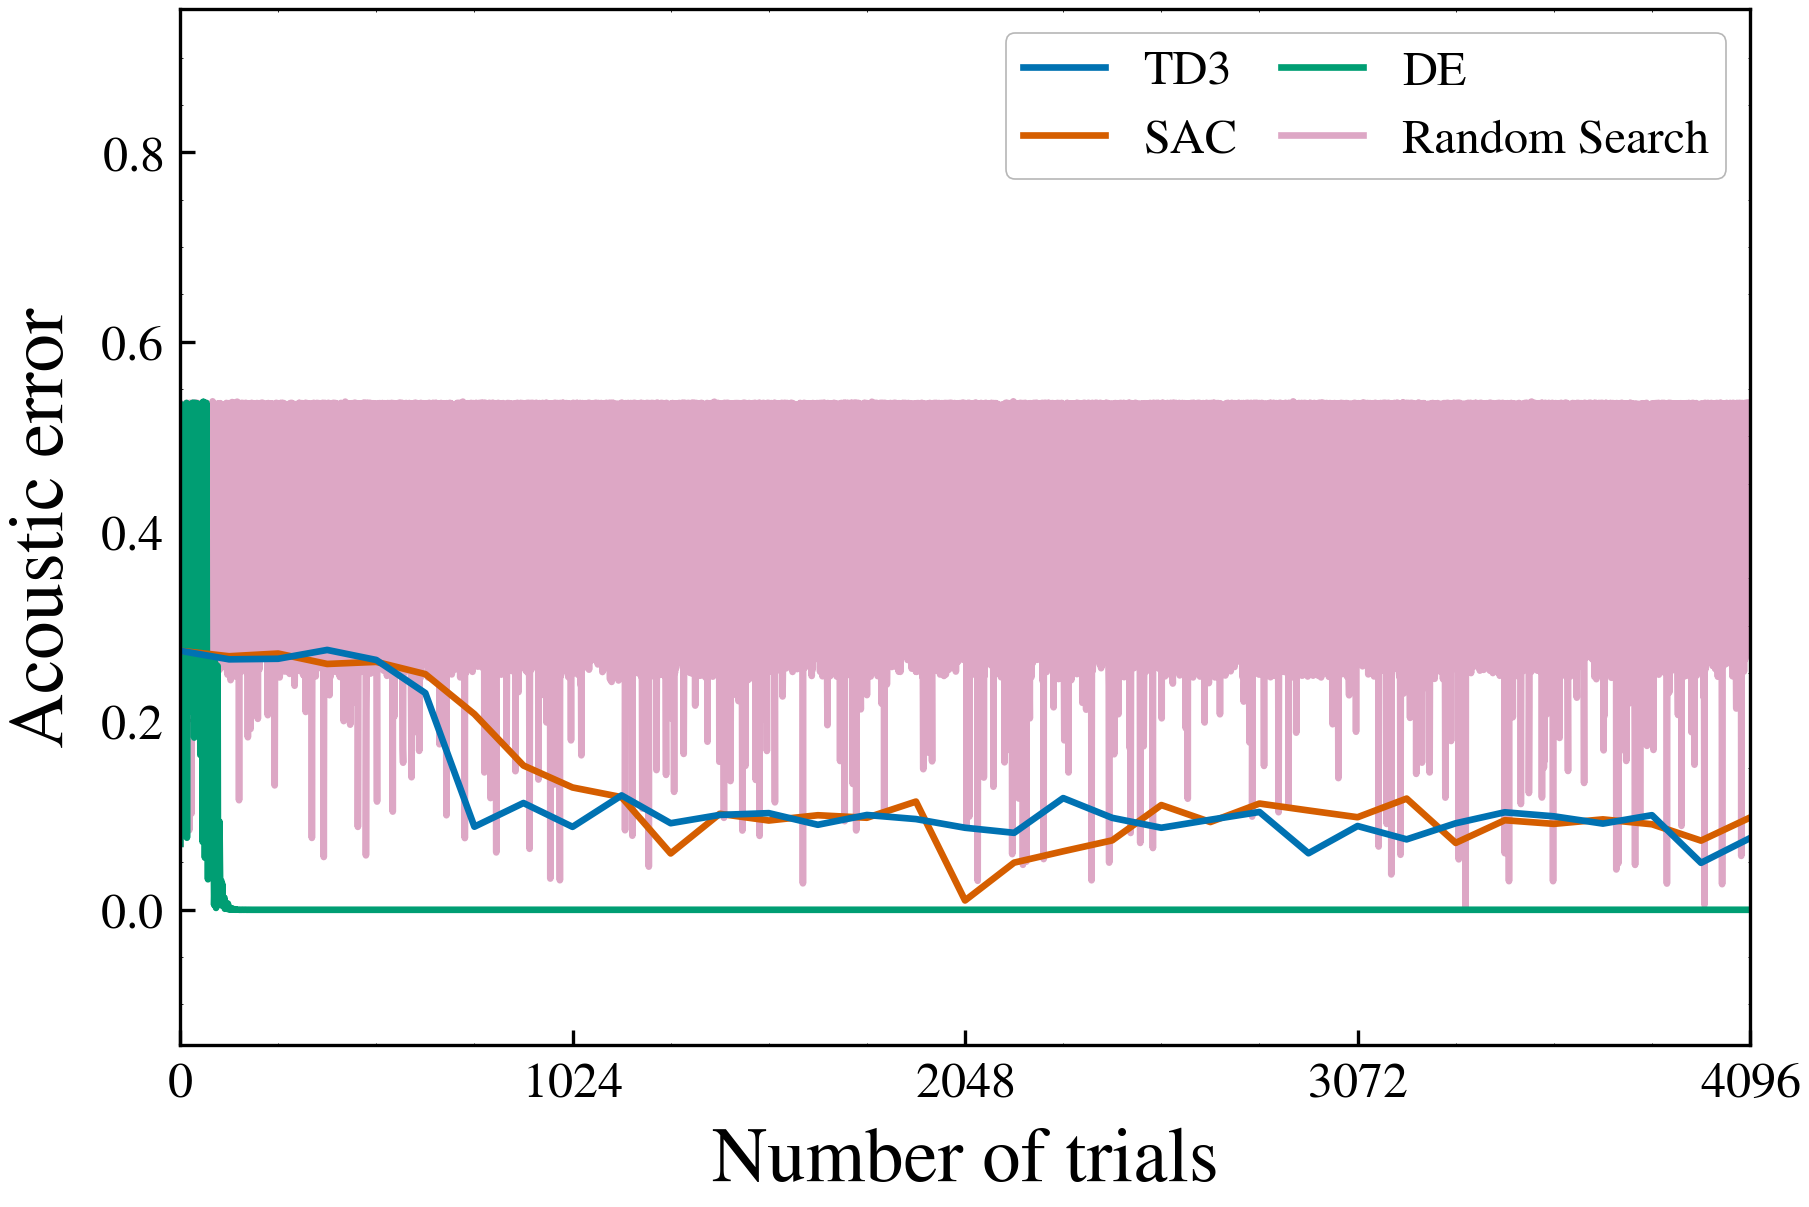 TD3
SAC
DE
Random Search
Acoustic error
0.8
0.6
0.4
0.2
0.0
0
1024
2048
3072
4096
Number of trials